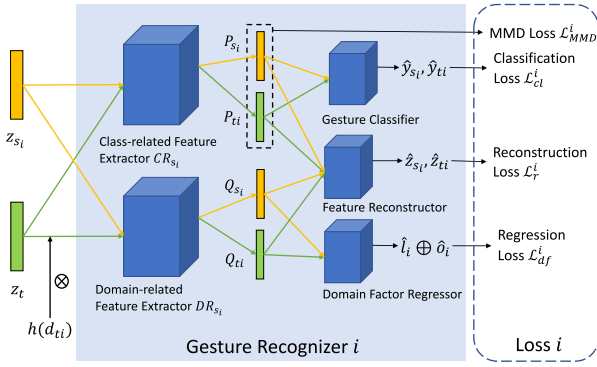 z_{s_i}
z_t
h(d_{ti})
⊗
Class-related Feature
Extractor CR_{s_i}
Domain-related
Feature Extractor DR_{s_i}
P_{s_i}
P_{ti}
Q_{s_i}
Q_{ti}
Gesture Classifier
Feature Reconstructor
Domain Factor Regressor
ŷ_{s_i}, ŷ_{ti}
ẑ_{s_i}, ẑ_{ti}
l̂_i ⊕ ô_i
MMD Loss ℒ^i_{MMD}
Classification
Loss ℒ^i_{cl}
Reconstruction
Loss ℒ^i_r
Regression
Loss ℒ^i_{df}
Gesture Recognizer i
Loss i